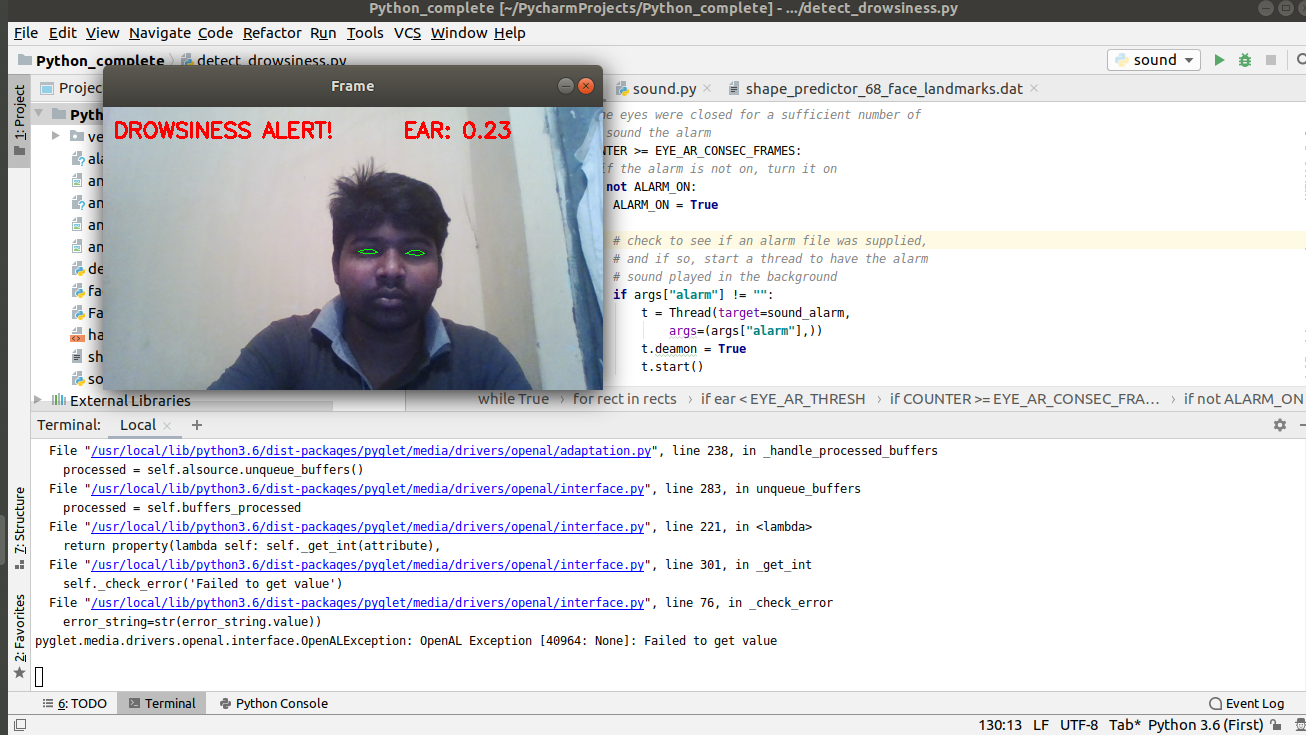 Python_complete [~/PycharmProjects/Python_complete] - .../detect_drowsiness.py
File Edit View Navigate Code Refactor Run Tools VCS Window Help
Python_complete detect_drowsiness.py sound
1: Project
Projec
sound.py shape_predictor_68_face_landmarks.dat
Frame
DROWSINESS ALERT! EAR: 0.23
Pyth
ve
ala
an
an
an
an
de
fac
Fa
ha
sh
so
External Libraries
he eyes were closed for a sufficient number of
sound the alarm
NTER >= EYE_AR_CONSEC_FRAMES:
if the alarm is not on, turn it on
not ALARM_ON:
ALARM_ON = True
# check to see if an alarm file was supplied,
# and if so, start a thread to have the alarm
# sound played in the background
if args["alarm"] != "":
t = Thread(target=sound_alarm,
args=(args["alarm"],))
t.deamon = True
t.start()
while True › for rect in rects › if ear < EYE_AR_THRESH › if COUNTER >= EYE_AR_CONSEC_FRA... › if not ALARM_ON
Terminal: Local × +
File "/usr/local/lib/python3.6/dist-packages/pyglet/media/drivers/openal/adaptation.py", line 238, in _handle_processed_buffers
processed = self.alsource.unqueue_buffers()
File "/usr/local/lib/python3.6/dist-packages/pyglet/media/drivers/openal/interface.py", line 283, in unqueue_buffers
processed = self.buffers_processed
File "/usr/local/lib/python3.6/dist-packages/pyglet/media/drivers/openal/interface.py", line 221, in <lambda>
return property(lambda self: self._get_int(attribute),
File "/usr/local/lib/python3.6/dist-packages/pyglet/media/drivers/openal/interface.py", line 301, in _get_int
self._check_error('Failed to get value')
File "/usr/local/lib/python3.6/dist-packages/pyglet/media/drivers/openal/interface.py", line 76, in _check_error
error_string=str(error_string.value))
pyglet.media.drivers.openal.interface.OpenALException: OpenAL Exception [40964: None]: Failed to get value
7: Structure
2: Favorites
6: TODO Terminal Python Console Event Log
130:13 LF UTF-8 Tab* Python 3.6 (First)